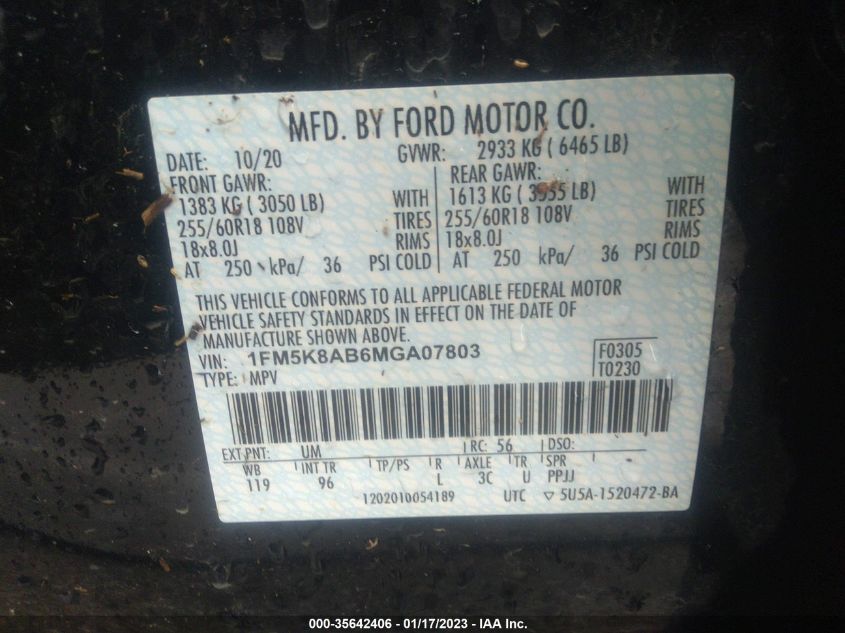 MFD. BY FORD MOTOR CO.
DATE: 10/20 GVWR: 2933 KG ( 6465 LB)
FRONT GAWR: REAR GAWR:
1383 KG ( 3050 LB) WITH 1613 KG ( LB) WITH
255/60R18 108V TIRES 255/60R18 108V TIRES
18x8.0J RIMS 18x8.0J RIMS
AT 250 kPa/ 36 PSI COLD AT 250 kPa/ 36 PSI COLD
THIS VEHICLE CONFORMS TO ALL APPLICABLE FEDERAL MOTOR
VEHICLE SAFETY STANDARDS IN EFFECT ON THE DATE OF
MANUFACTURE SHOWN ABOVE.
VIN: 1FM5K8AB6MGA07803 F0305
TYPE: MPV T0230
EXT PNT: UM RC: 56 DSO:
WB INT TR TP/PS R AXLE TR SPR
119 96 L 3C U PPJJ
1202010054189 UTC ▽ 5U5A-1520472-BA
000-35642406 - 01/17/2023 - IAA Inc.